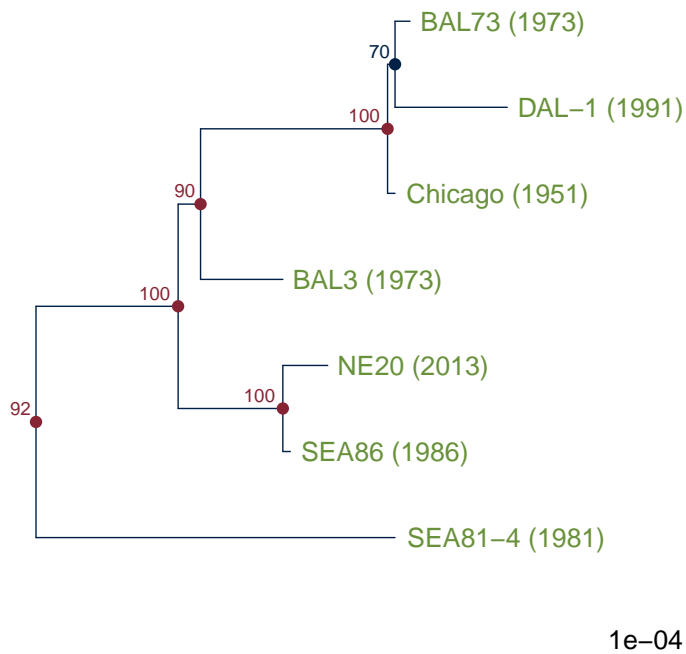 BAL73 (1973)
70
DAL−1 (1991)
100
90
Chicago (1951)
BAL3 (1973)
100
NE20 (2013)
100
92
SEA86 (1986)
SEA81−4 (1981)
1e−04